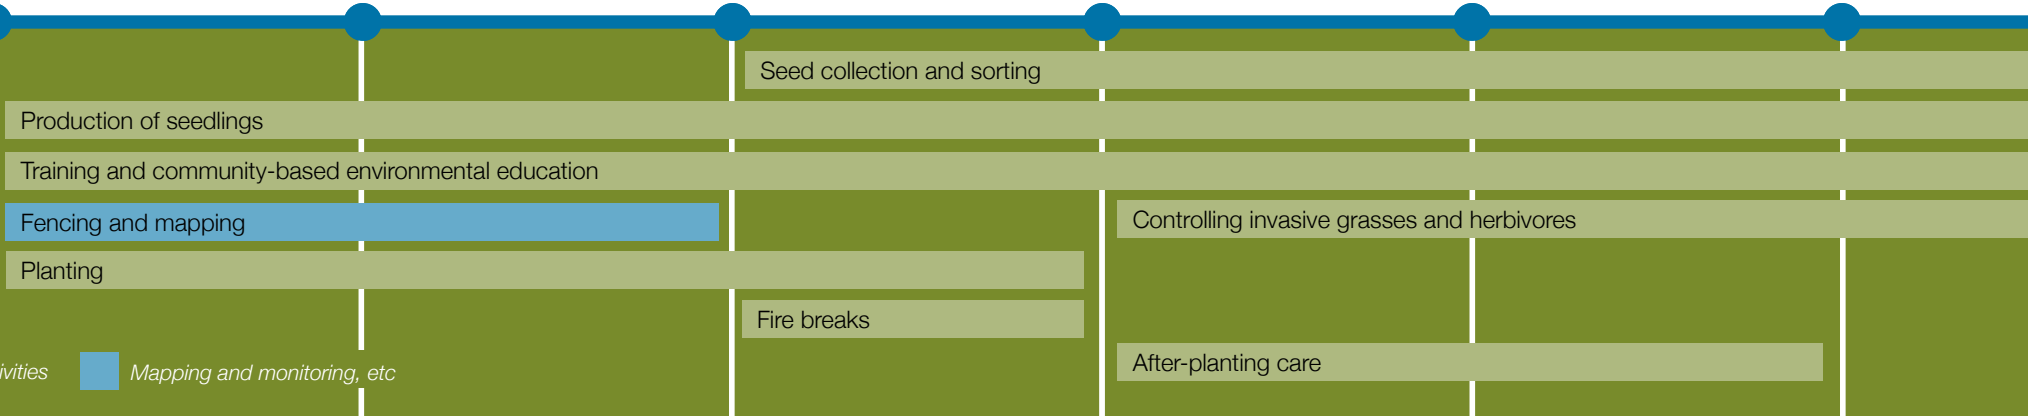 Seed collection and sorting
Production of seedlings
Training and community-based environmental education
Fencing and mapping
Controlling invasive grasses and herbivores
Planting
Fire breaks
After-planting care
Mapping and monitoring, etc